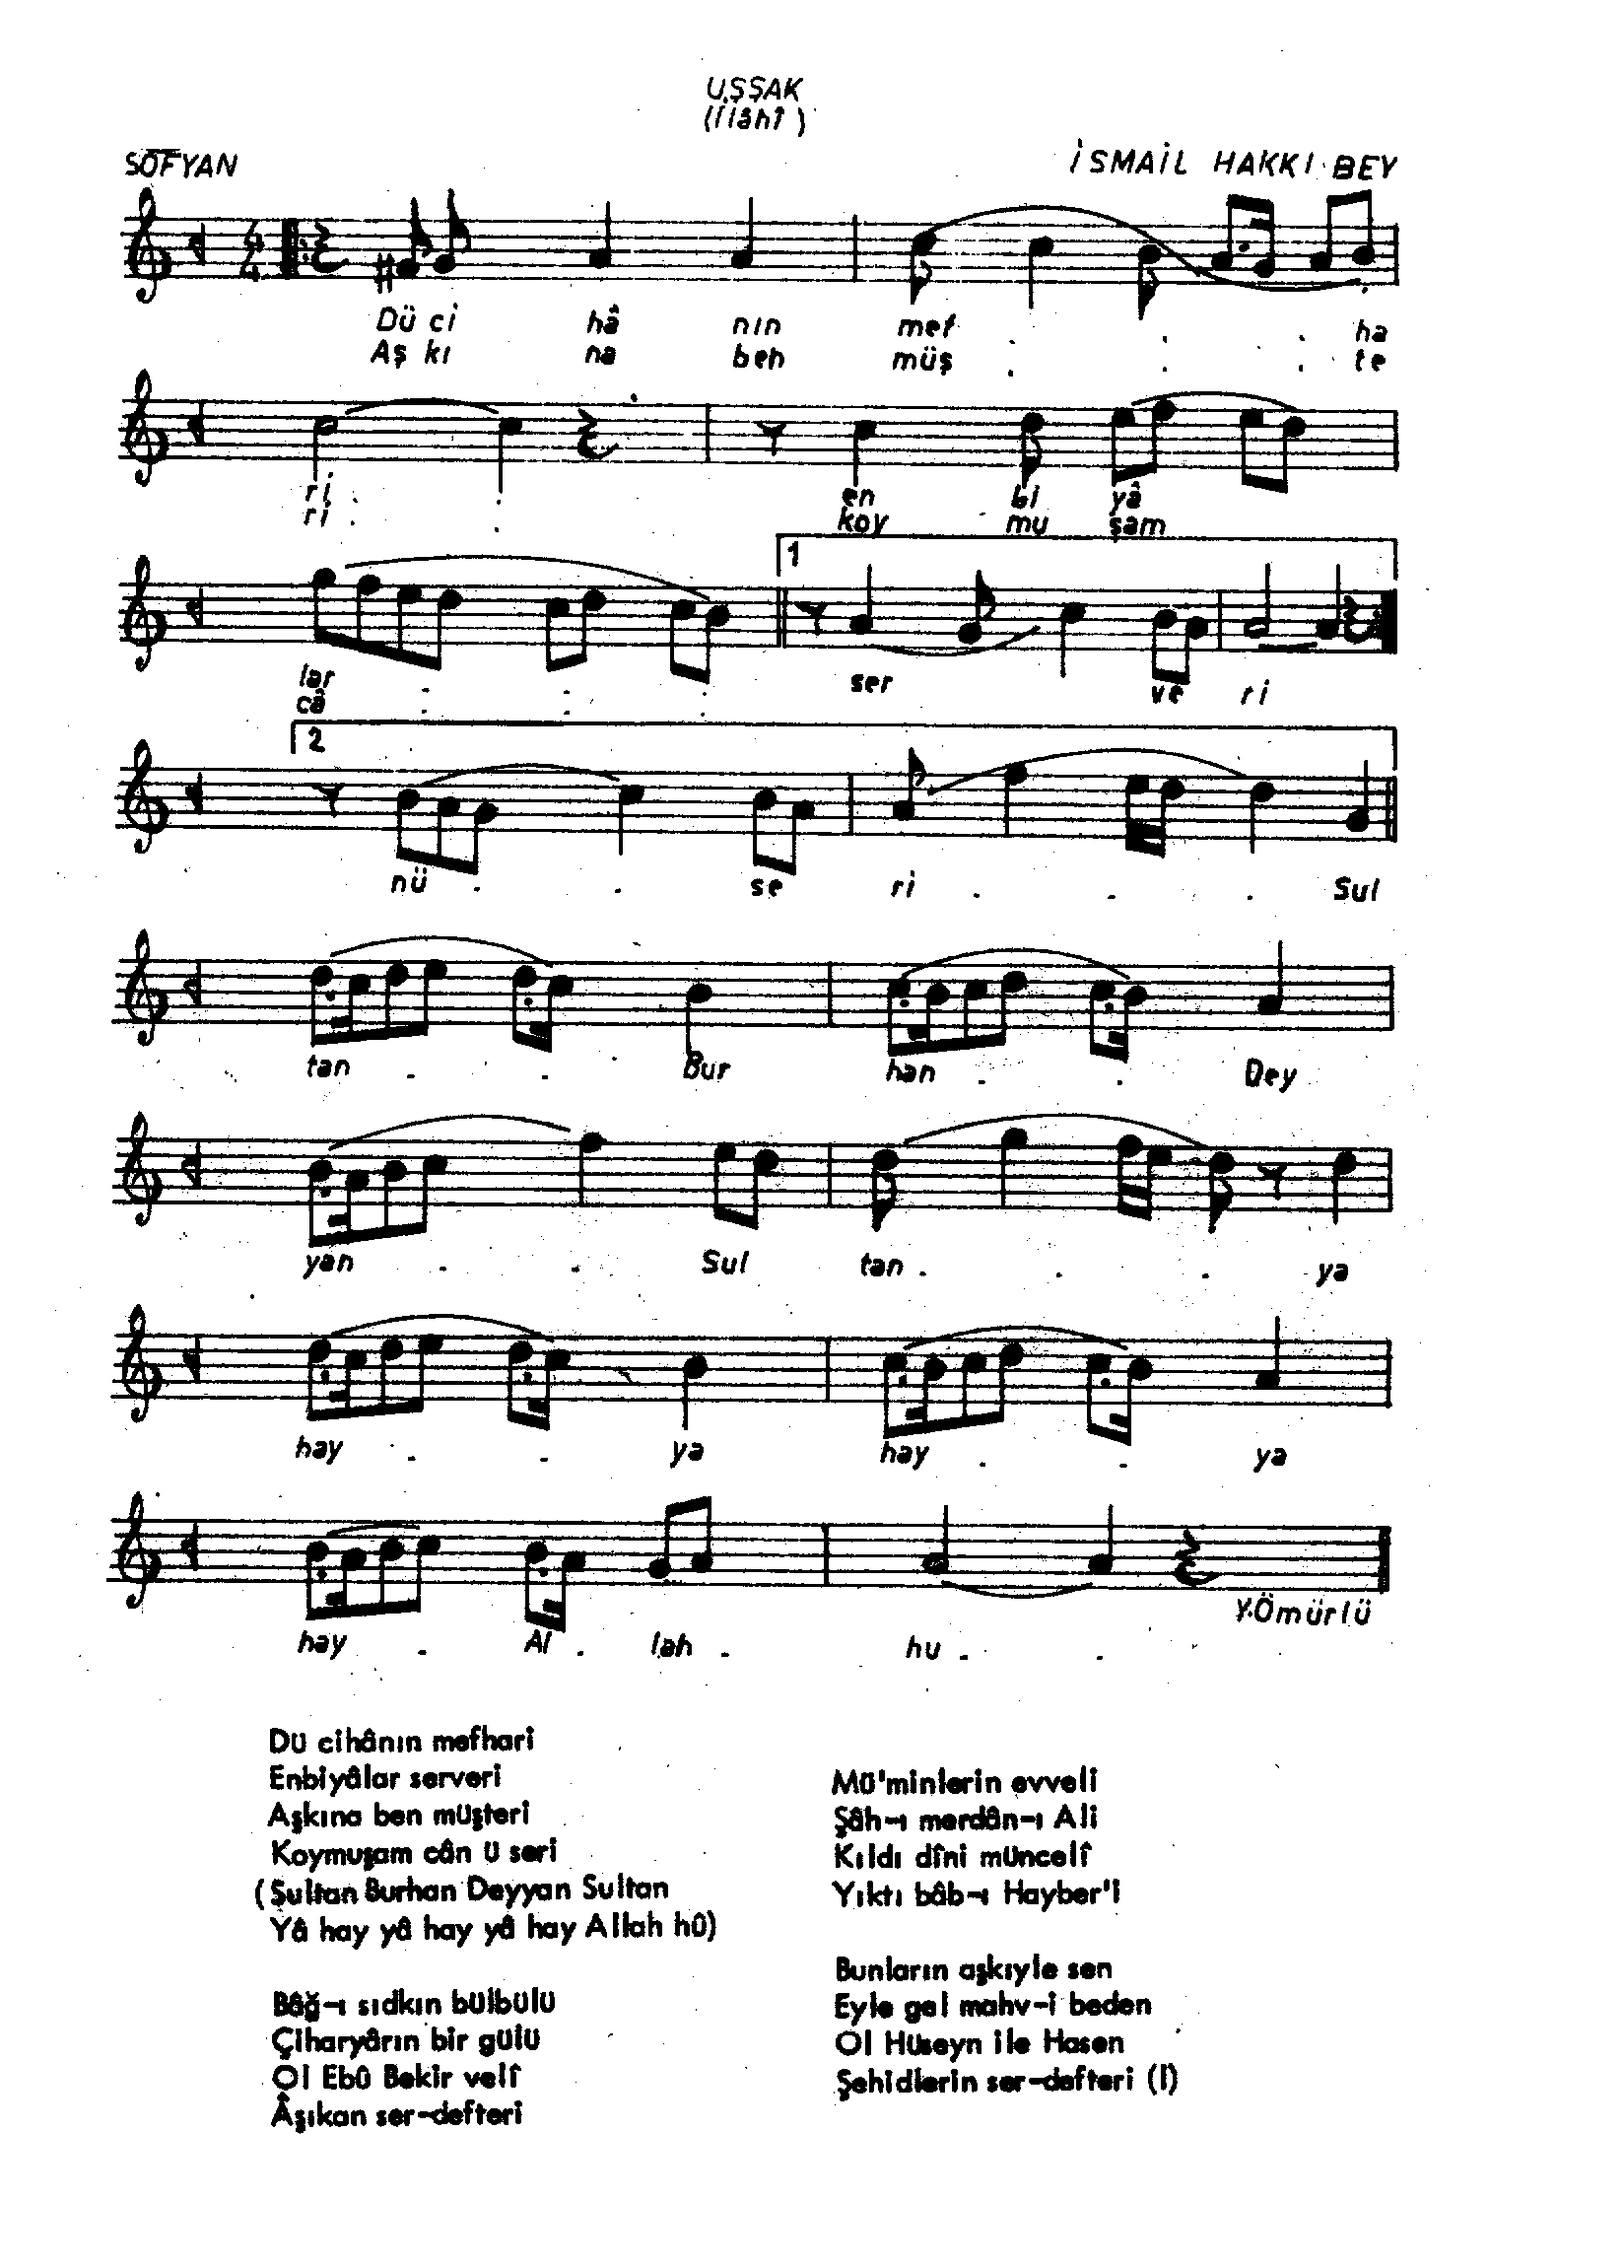 UŞŞAK
(İlâhî)
SOFYAN
İSMAİL HAKKI BEY
4/4
Dü ci hâ nın mef . . . ha
Aş kı na beh müş . . . te
ri . . en bi yâ
ri . . koy mu şam
1
lar . . . ser ve ri
câ . . .
2
nü . . se ri . . . Sul
tan . . Bur han . . Dey
yan . . Sul tan . . . ya
hay . . ya hay . . ya
hay . Al . lah . hu . .
Y.Ömürlü
Dü cihânın mefhari
Enbiyâlar serveri
Aşkına ben müşteri
Koymuşam cân ü seri
(Sultan Burhan Deyyan Sultan
Yâ hay yâ hay yâ hay Allah hû)
Bâğ-ı sıdkın bülbülü
Çiharyârın bir gülü
Ol Ebû Bekir velî
Âşıkan ser-defteri
Mü'minlerin evveli
Şâh-ı merdân-ı Ali
Kıldı dîni müncelî
Yıktı bâb-ı Hayber'i
Bunların aşkıyle sen
Eyle gel mahv-i beden
Ol Hüseyn ile Hasen
Şehidlerin ser-defteri (İ)